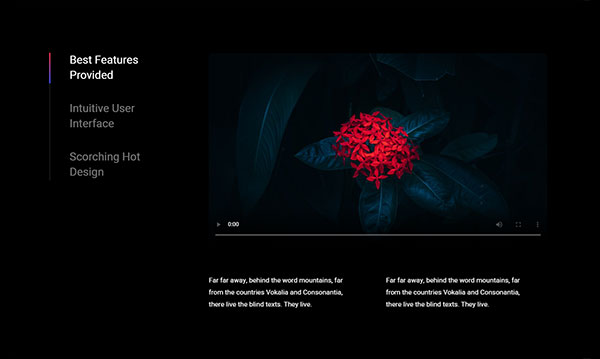 Best Features
Provided
Intuitive User
Interface
Scorching Hot
Design
0:00
Far far away, behind the word mountains, far
from the countries Vokalia and Consonantia,
there live the blind texts. They live.
Far far away, behind the word mountains, far
from the countries Vokalia and Consonantia,
there live the blind texts. They live.